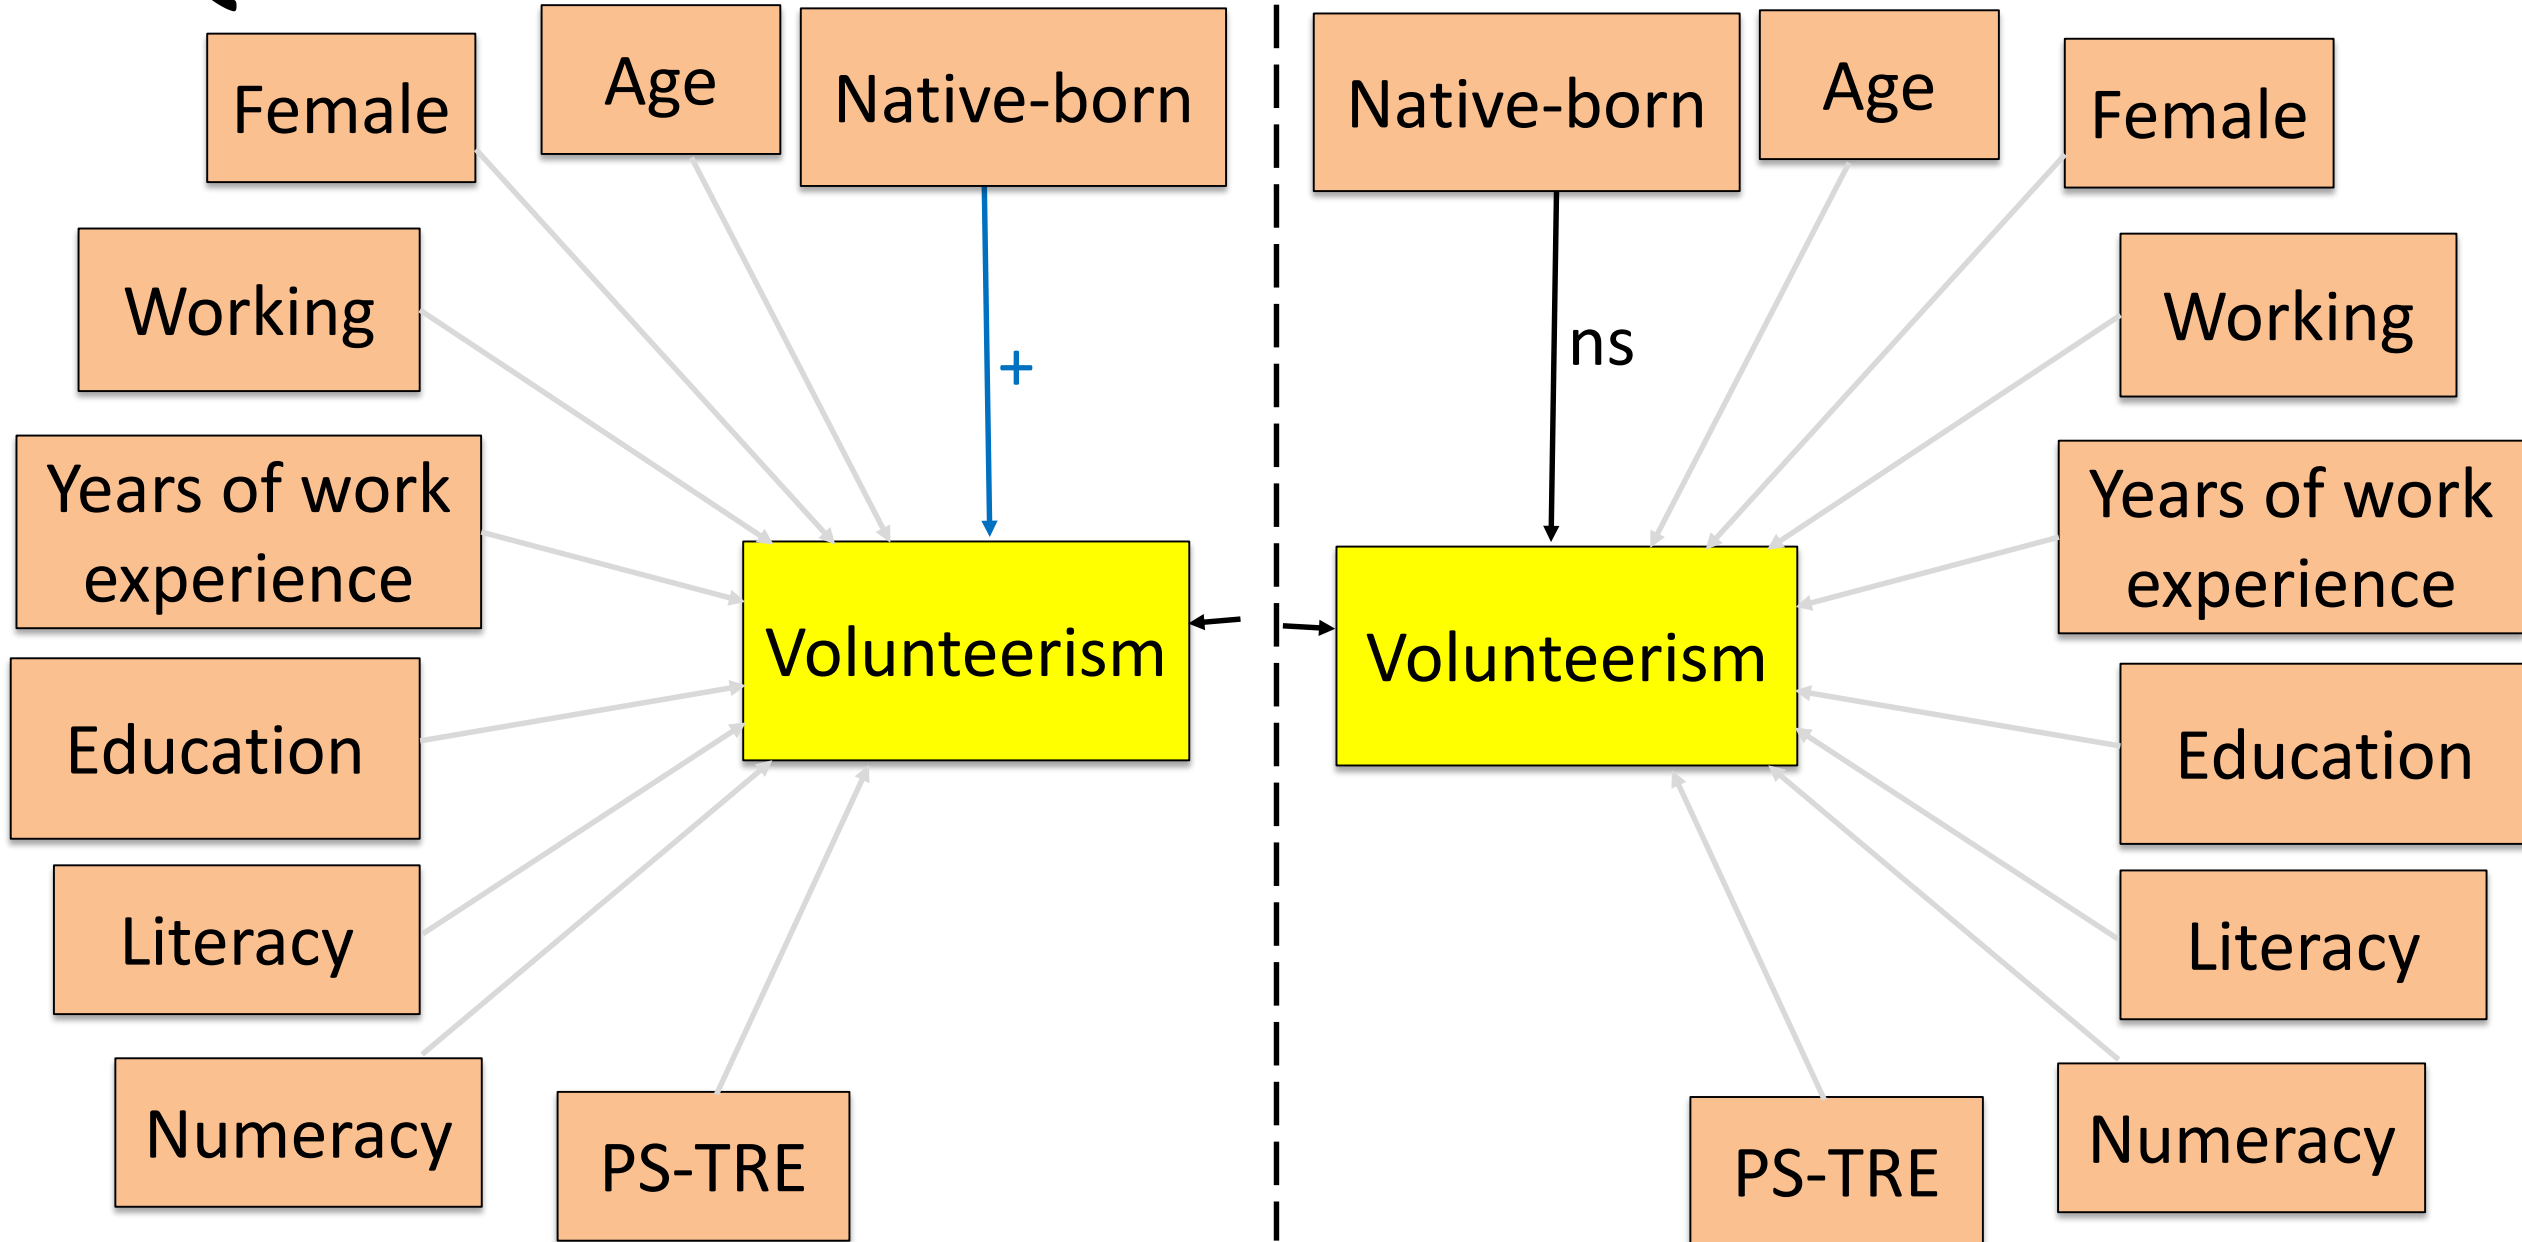 Female
Age
Native-born
Working
+
Years of work
experience
Volunteerism
Education
Literacy
Numeracy
PS-TRE
Native-born
Age
Female
Working
ns
Years of work
experience
Volunteerism
Education
Literacy
Numeracy
PS-TRE